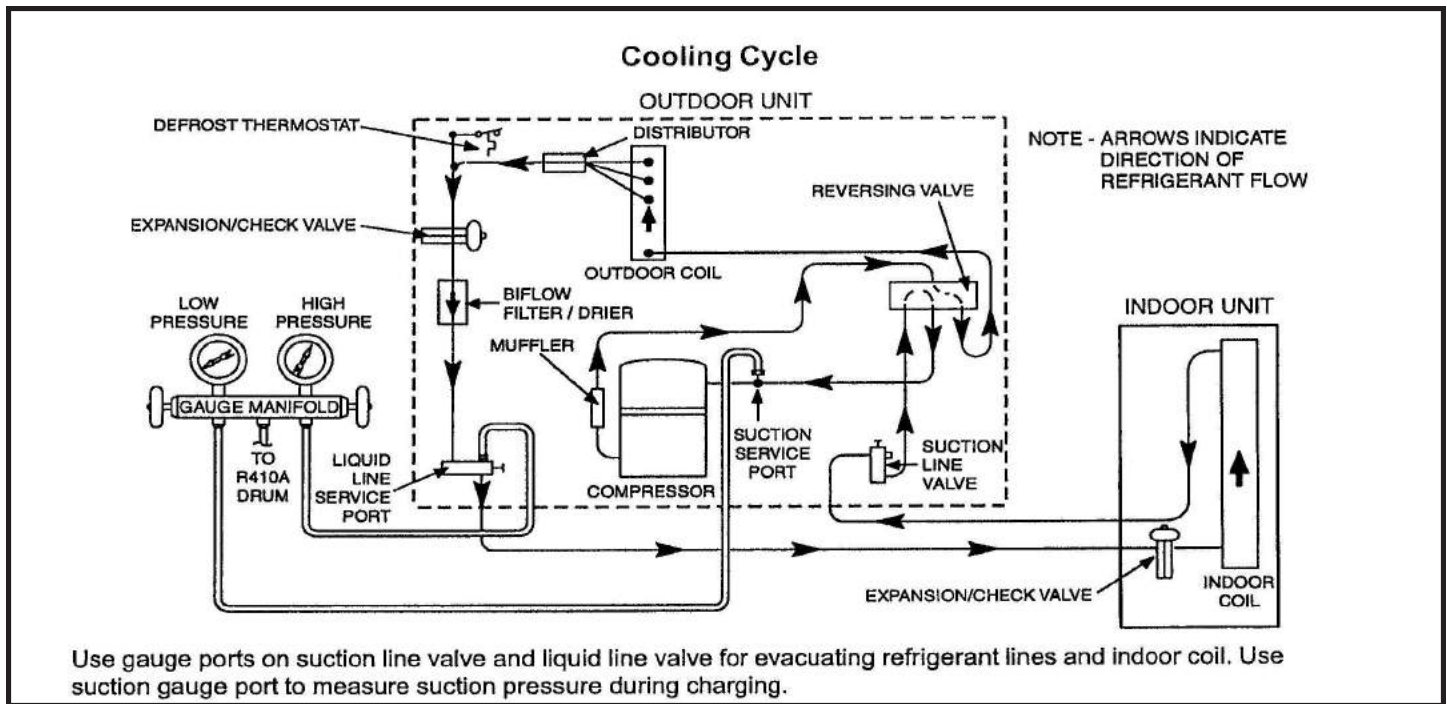 Cooling Cycle
OUTDOOR UNIT
DEFROST THERMOSTAT
DISTRIBUTOR
NOTE - ARROWS INDICATE
DIRECTION OF
REFRIGERANT FLOW
REVERSING VALVE
EXPANSION/CHECK VALVE
OUTDOOR COIL
BIFLOW
FILTER / DRIER
LOW
PRESSURE
HIGH
PRESSURE
INDOOR UNIT
MUFFLER
GAUGE MANIFOLD
TO
R410A
DRUM
LIQUID
LINE
SERVICE
PORT
COMPRESSOR
SUCTION
SERVICE
PORT
SUCTION
LINE
VALVE
EXPANSION/CHECK VALVE
INDOOR
COIL
Use gauge ports on suction line valve and liquid line valve for evacuating refrigerant lines and indoor coil. Use
suction gauge port to measure suction pressure during charging.